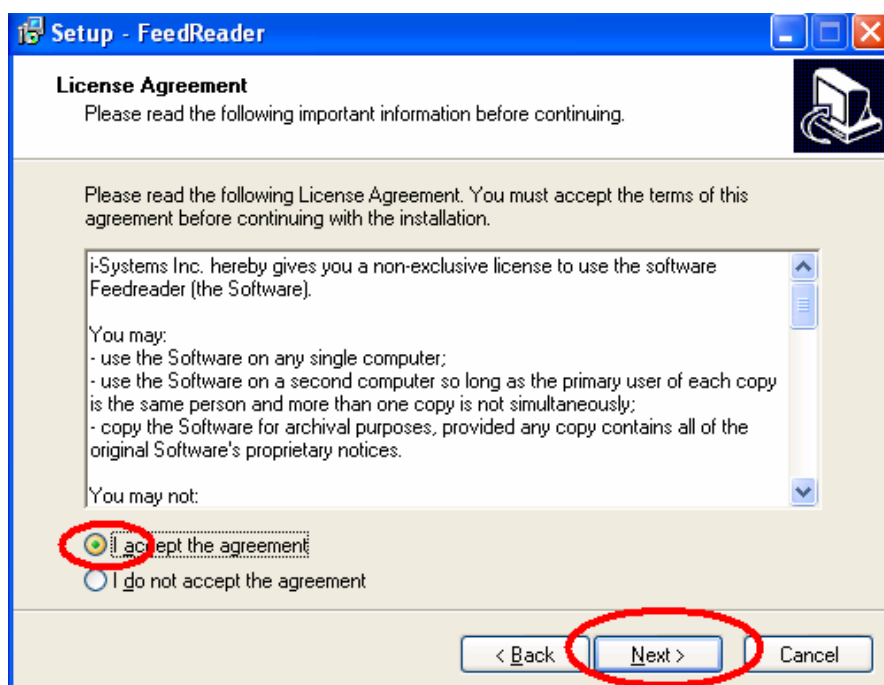 Setup - FeedReader
License Agreement
Please read the following important information before continuing.
Please read the following License Agreement. You must accept the terms of this
agreement before continuing with the installation.
i-Systems Inc. hereby gives you a non-exclusive license to use the software
Feedreader (the Software).
You may:
- use the Software on any single computer;
- use the Software on a second computer so long as the primary user of each copy
is the same person and more than one copy is not simultaneously;
- copy the Software for archival purposes, provided any copy contains all of the
original Software's proprietary notices.
You may not:
I accept the agreement
I do not accept the agreement
< Back Next > Cancel